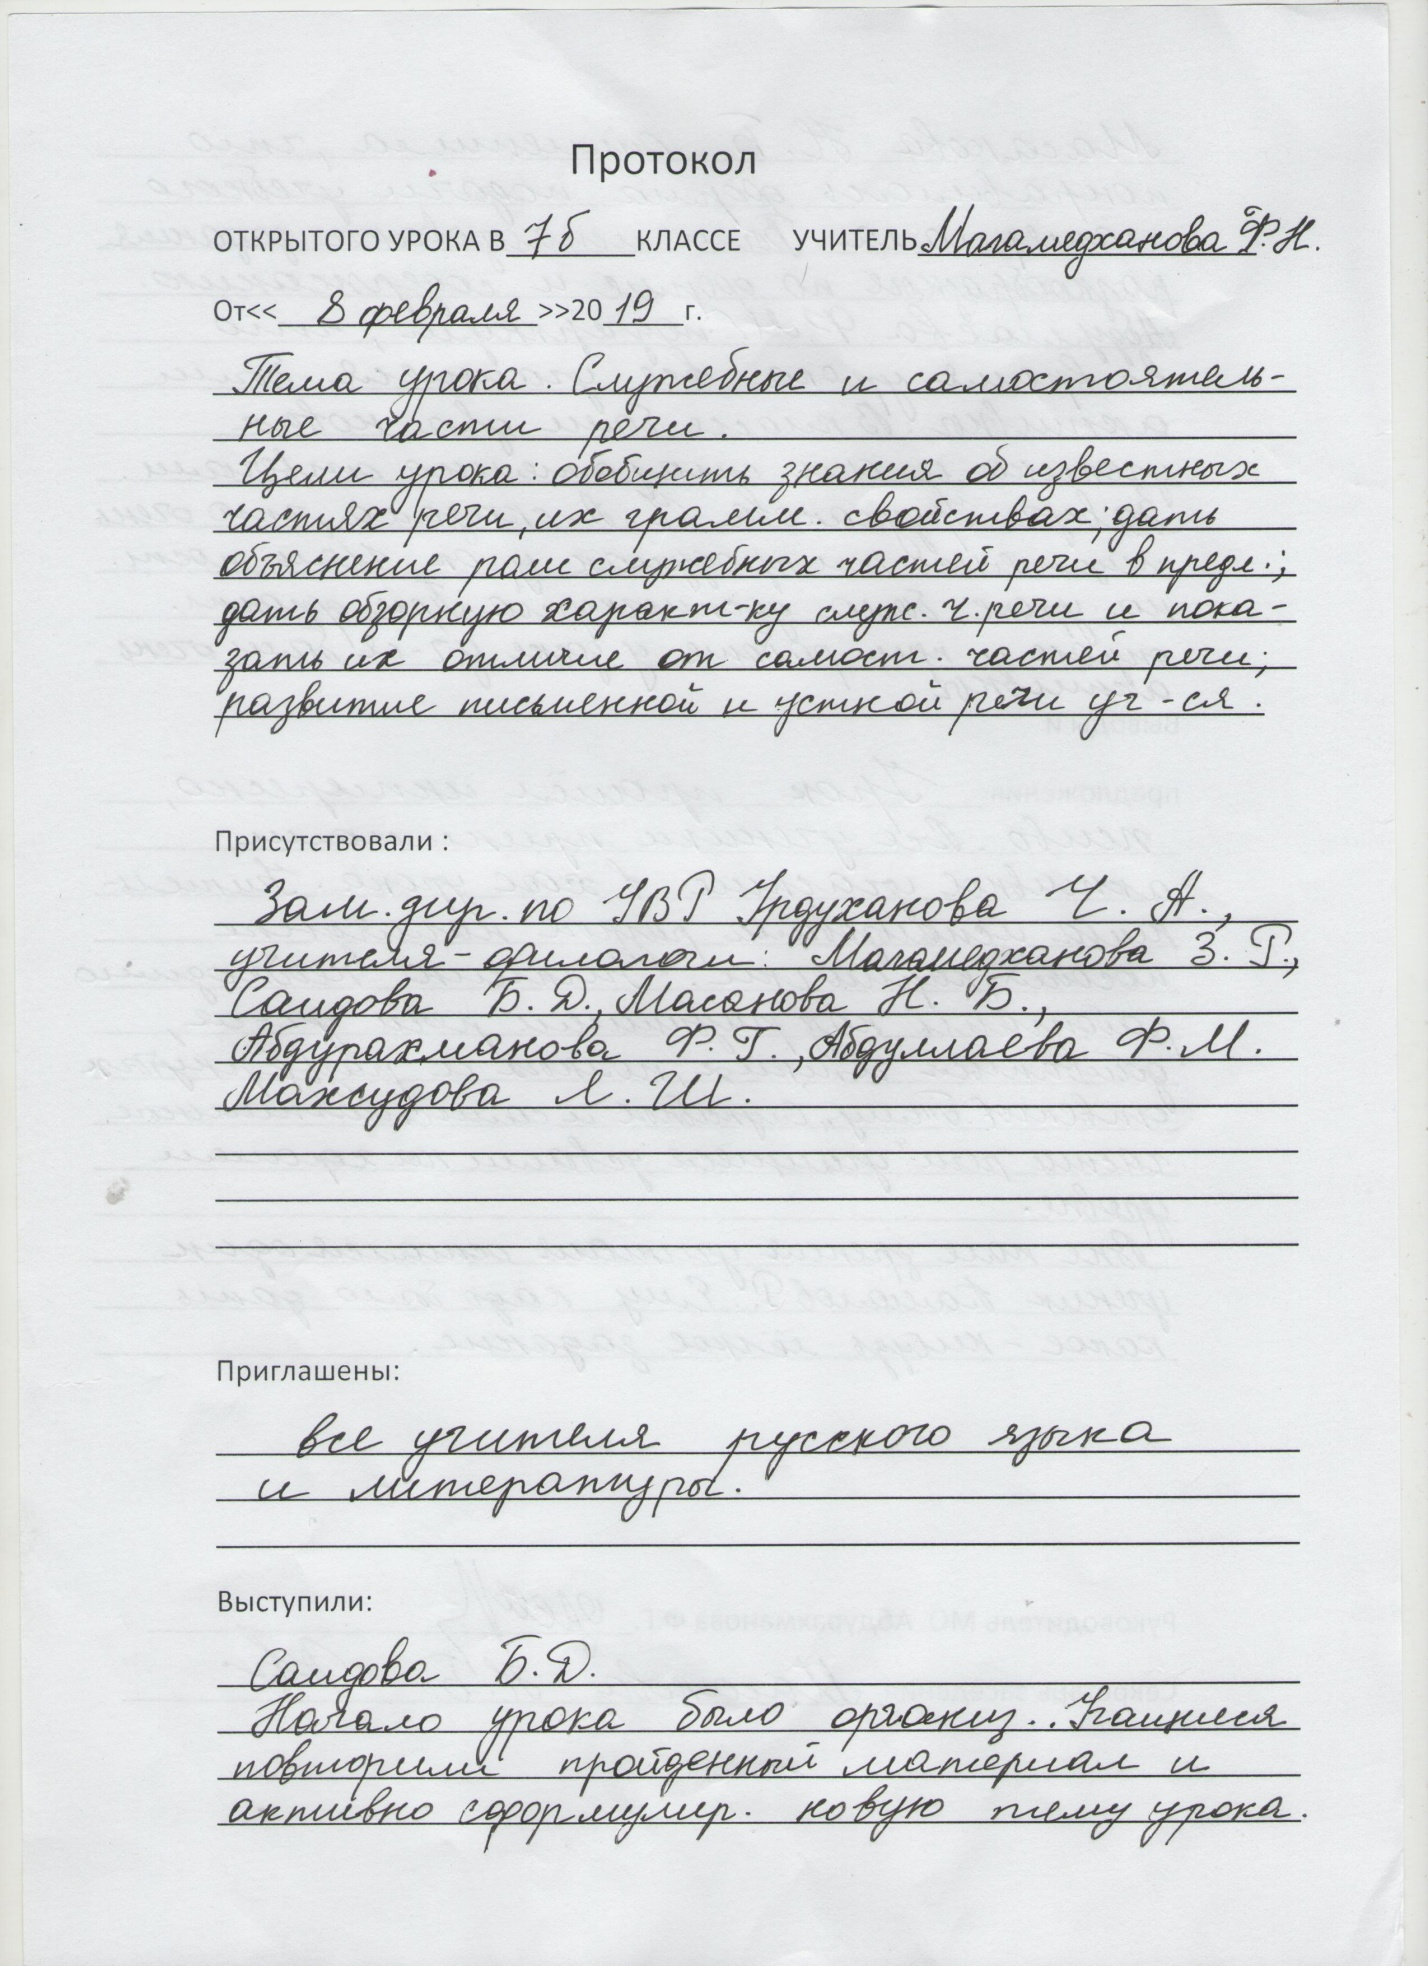 Протокол
ОТКРЫТОГО УРОКА В 7б КЛАССЕ УЧИТЕЛЬ Магамедханова Ф.Н.
От<< 8 февраля >>20 19 г.
Тема урока. Служебные и самостоятель-
ные части речи.
Цели урока: обобщить знания об известных
частях речи, их грамм. свойствах; дать
объяснение роли служебных частей речи в предл.;
дать обзорную характ-ку служ. ч. речи и пока-
зать их отличие от самост. частей речи;
развитие письменной и устной речи уч-ся.
Присутствовали :
Зам. дир. по УВР Урдуханова Ч. А.,
учителя-филологи: Магамедханова З. Г.,
Саидова Б. Д., Масанова Н. Б.,
Абдурахманова Ф. Г., Абдуллаева Ф. М.
Махсудова Л. Ш.
Приглашены:
все учителя русского языка
и литературы.
Выступили:
Саидова Б. Д.
Начало урока было организ.. Учащиеся
повторили пройденный материал и
активно сформулир. новую тему урока.